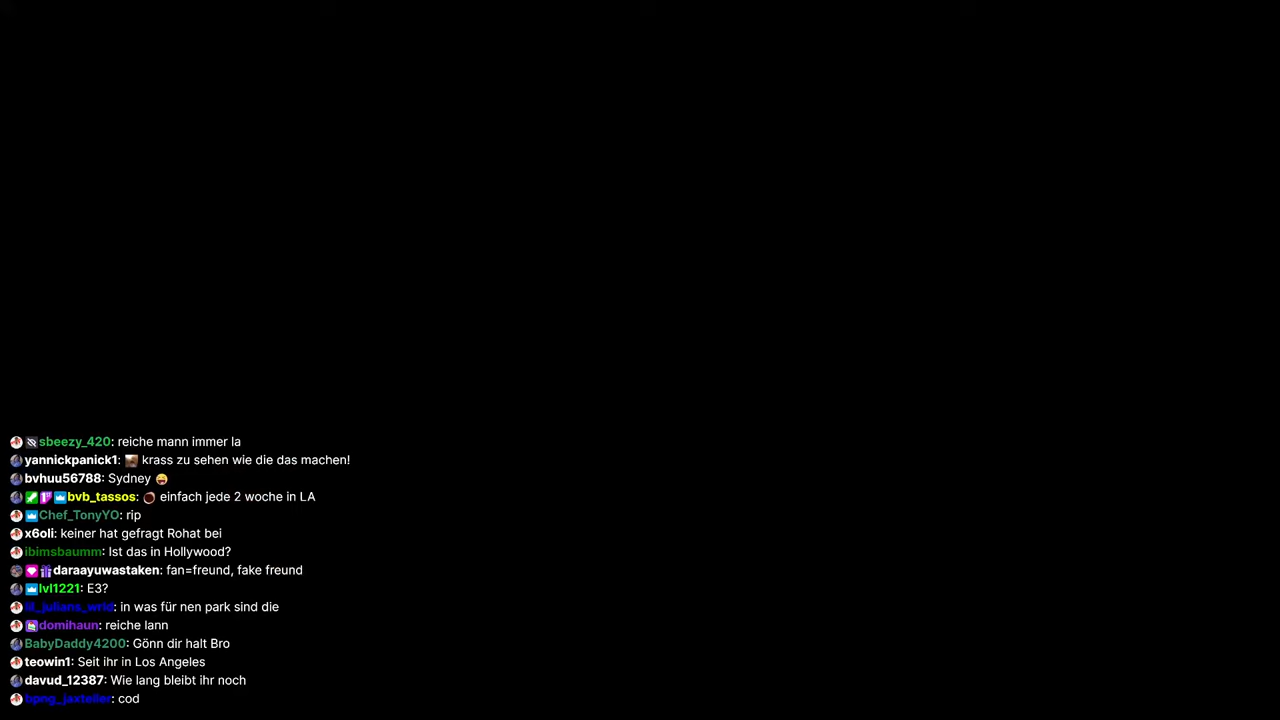 sbeezy_420: reiche mann immer la
yannickpanick1: krass zu sehen wie die das machen!
bvhuu56788: Sydney
bvb_tassos: einfach jede 2 woche in LA
Chef_TonyYO: rip
x6oli: keiner hat gefragt Rohat bei
ibimsbaumm: Ist das in Hollywood?
daraayuwastaken: fan=freund, fake freund
lvl1221: E3?
lil_julians_wrld: in was für nen park sind die
domihaun: reiche lann
BabyDaddy4200: Gönn dir halt Bro
teowin1: Seit ihr in Los Angeles
davud_12387: Wie lang bleibt ihr noch
: cod